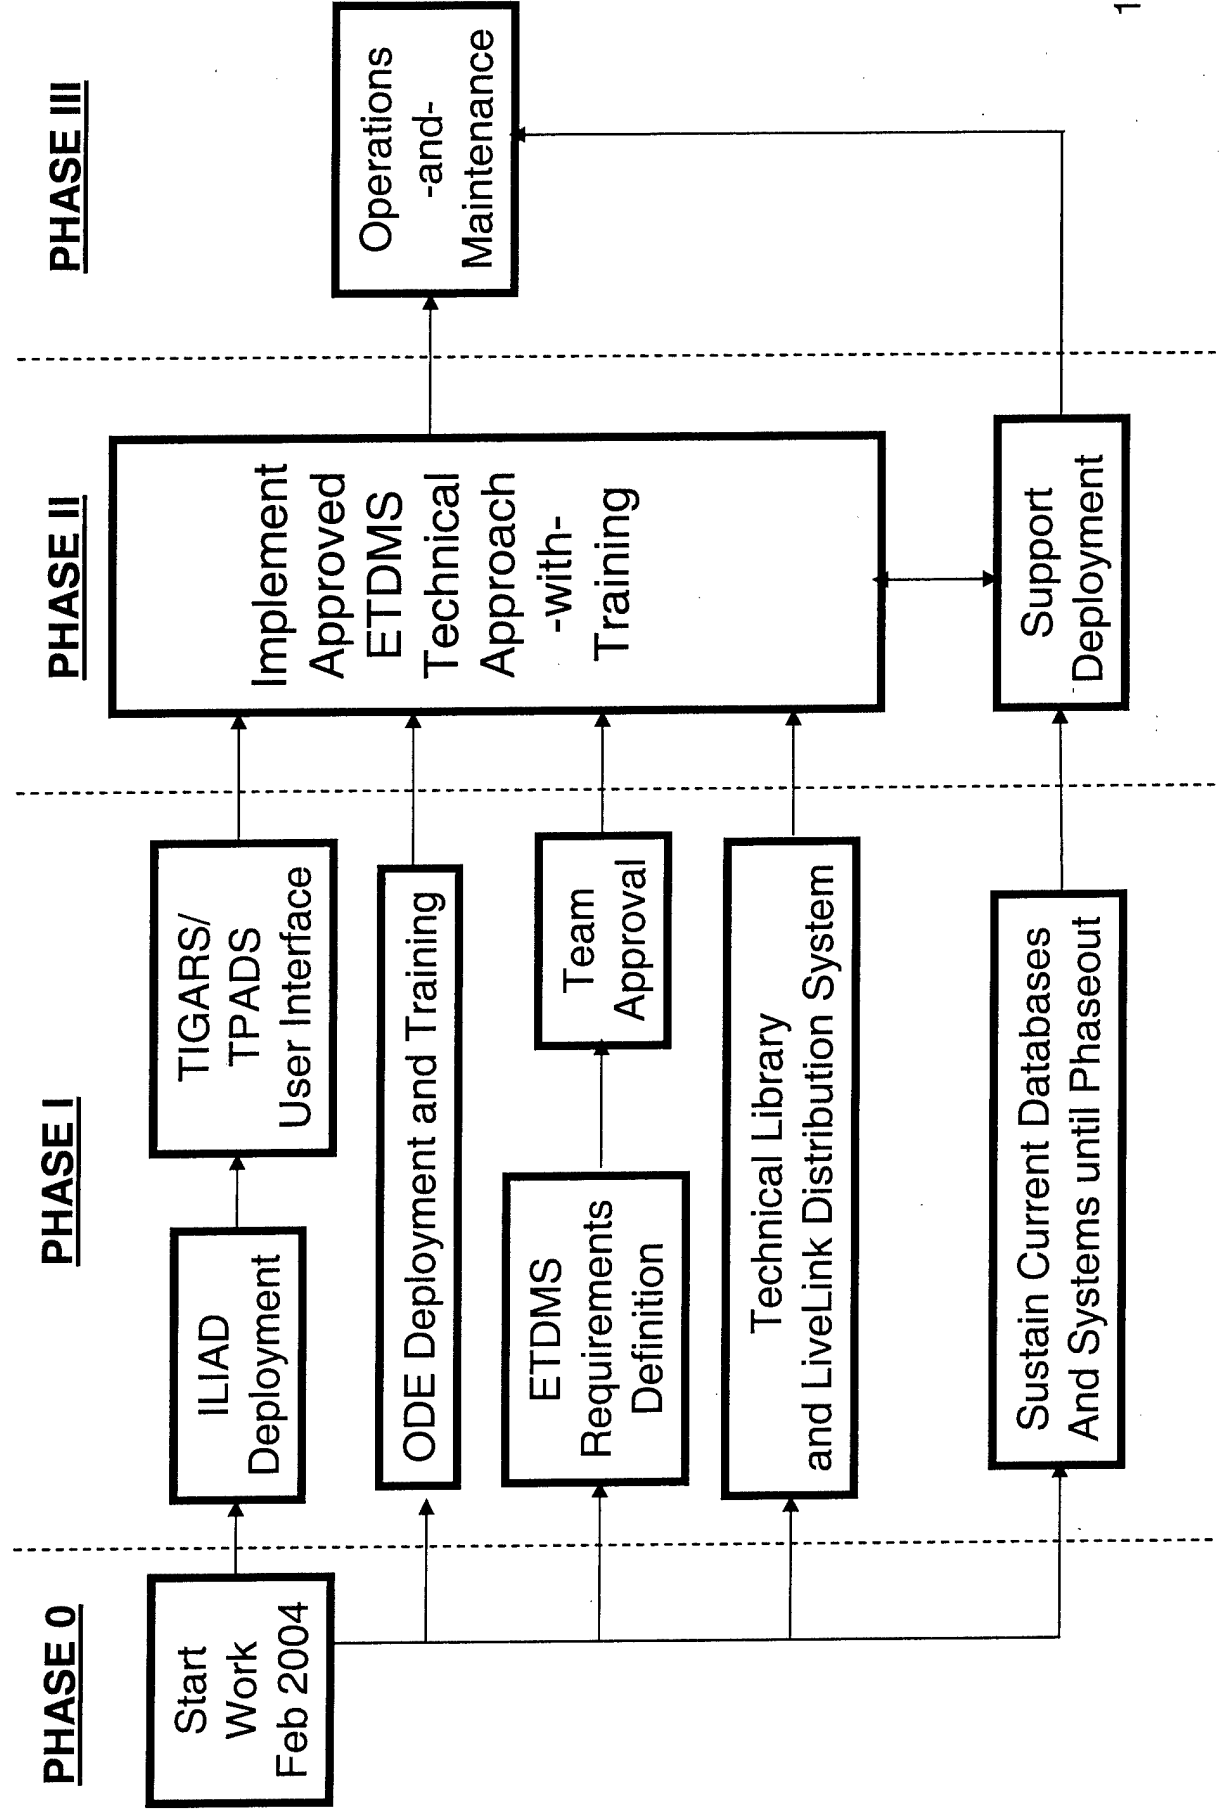 PHASE 0
PHASE I
PHASE II
PHASE III
Start
Work
Feb 2004
ILIAD
Deployment
TIGARS/
TPADS
User Interface
ODE Deployment and Training
ETDMS
Requirements
Definition
Team
Approval
Technical Library
and LiveLink Distribution System
Sustain Current Databases
And Systems until Phaseout
Implement
Approved
ETDMS
Technical
Approach
-with-
Training
Support
Deployment
Operations
-and-
Maintenance
1